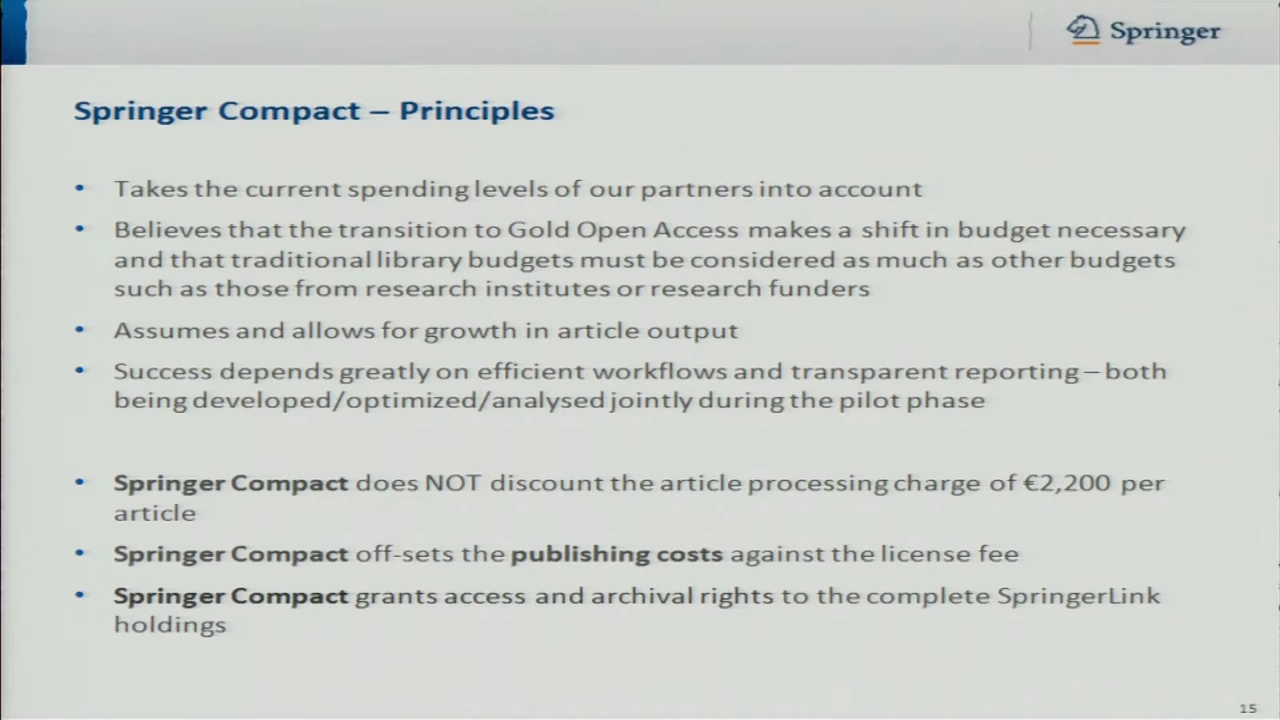 Springer
Springer Compact – Principles
• Takes the current spending levels of our partners into account
• Believes that the transition to Gold Open Access makes a shift in budget necessary
and that traditional library budgets must be considered as much as other budgets
such as those from research institutes or research funders
• Assumes and allows for growth in article output
• Success depends greatly on efficient workflows and transparent reporting – both
being developed/optimized/analysed jointly during the pilot phase
• Springer Compact does NOT discount the article processing charge of €2,200 per
article
• Springer Compact off-sets the publishing costs against the license fee
• Springer Compact grants access and archival rights to the complete SpringerLink
holdings
15